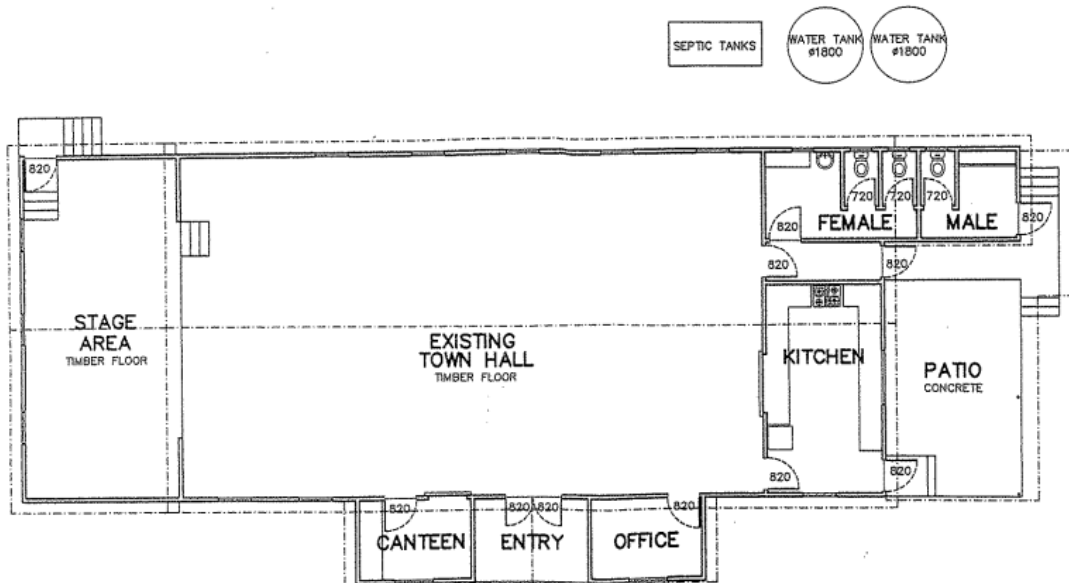 SEPTIC TANKS
WATER TANK
ø1800
WATER TANK
ø1800
820
720
720
720
FEMALE
MALE
820
820
820
820
STAGE
AREA
TIMBER FLOOR
EXISTING
TOWN HALL
TIMBER FLOOR
KITCHEN
PATIO
CONCRETE
820
820
820
820
820
820
CANTEEN
ENTRY
OFFICE